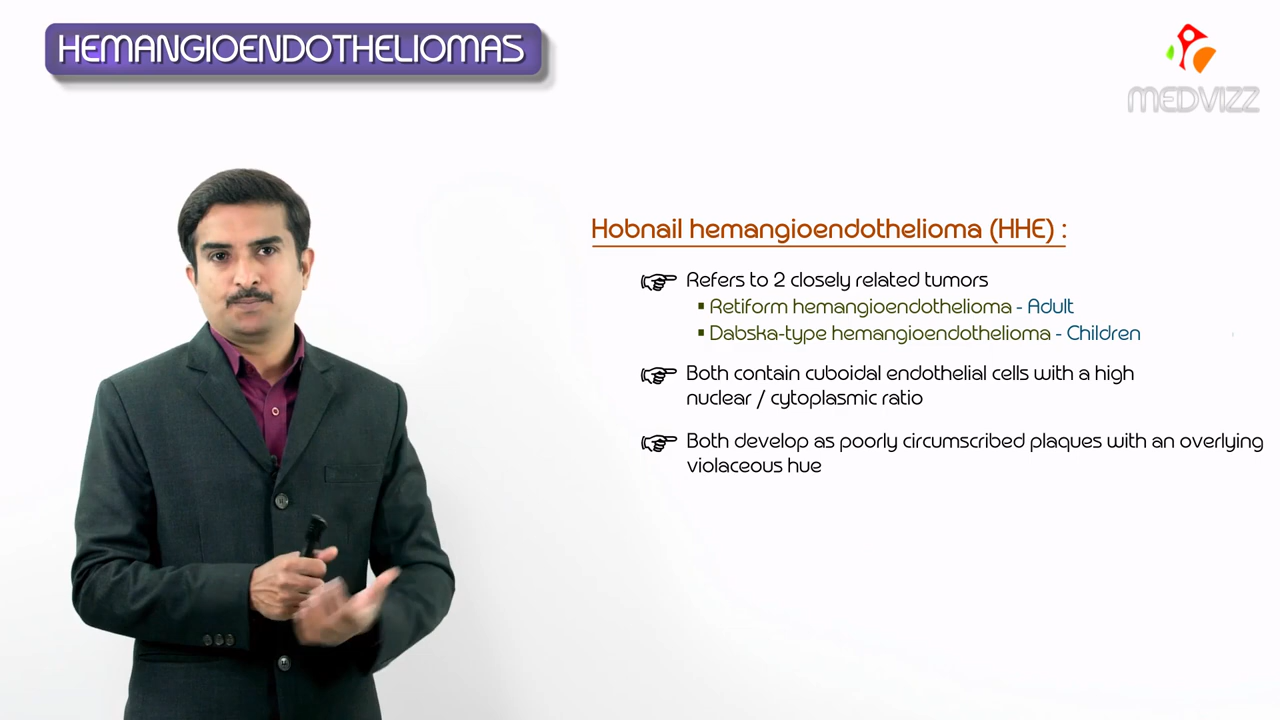 HEMANGIOENDOTHELIOMAS
MEDVIZZ
Hobnail hemangioendothelioma (HHE) :
Refers to 2 closely related tumors
▪ Retiform hemangioendothelioma - Adult
▪ Dabska-type hemangioendothelioma - Children
Both contain cuboidal endothelial cells with a high
nuclear / cytoplasmic ratio
Both develop as poorly circumscribed plaques with an overlying
violaceous hue